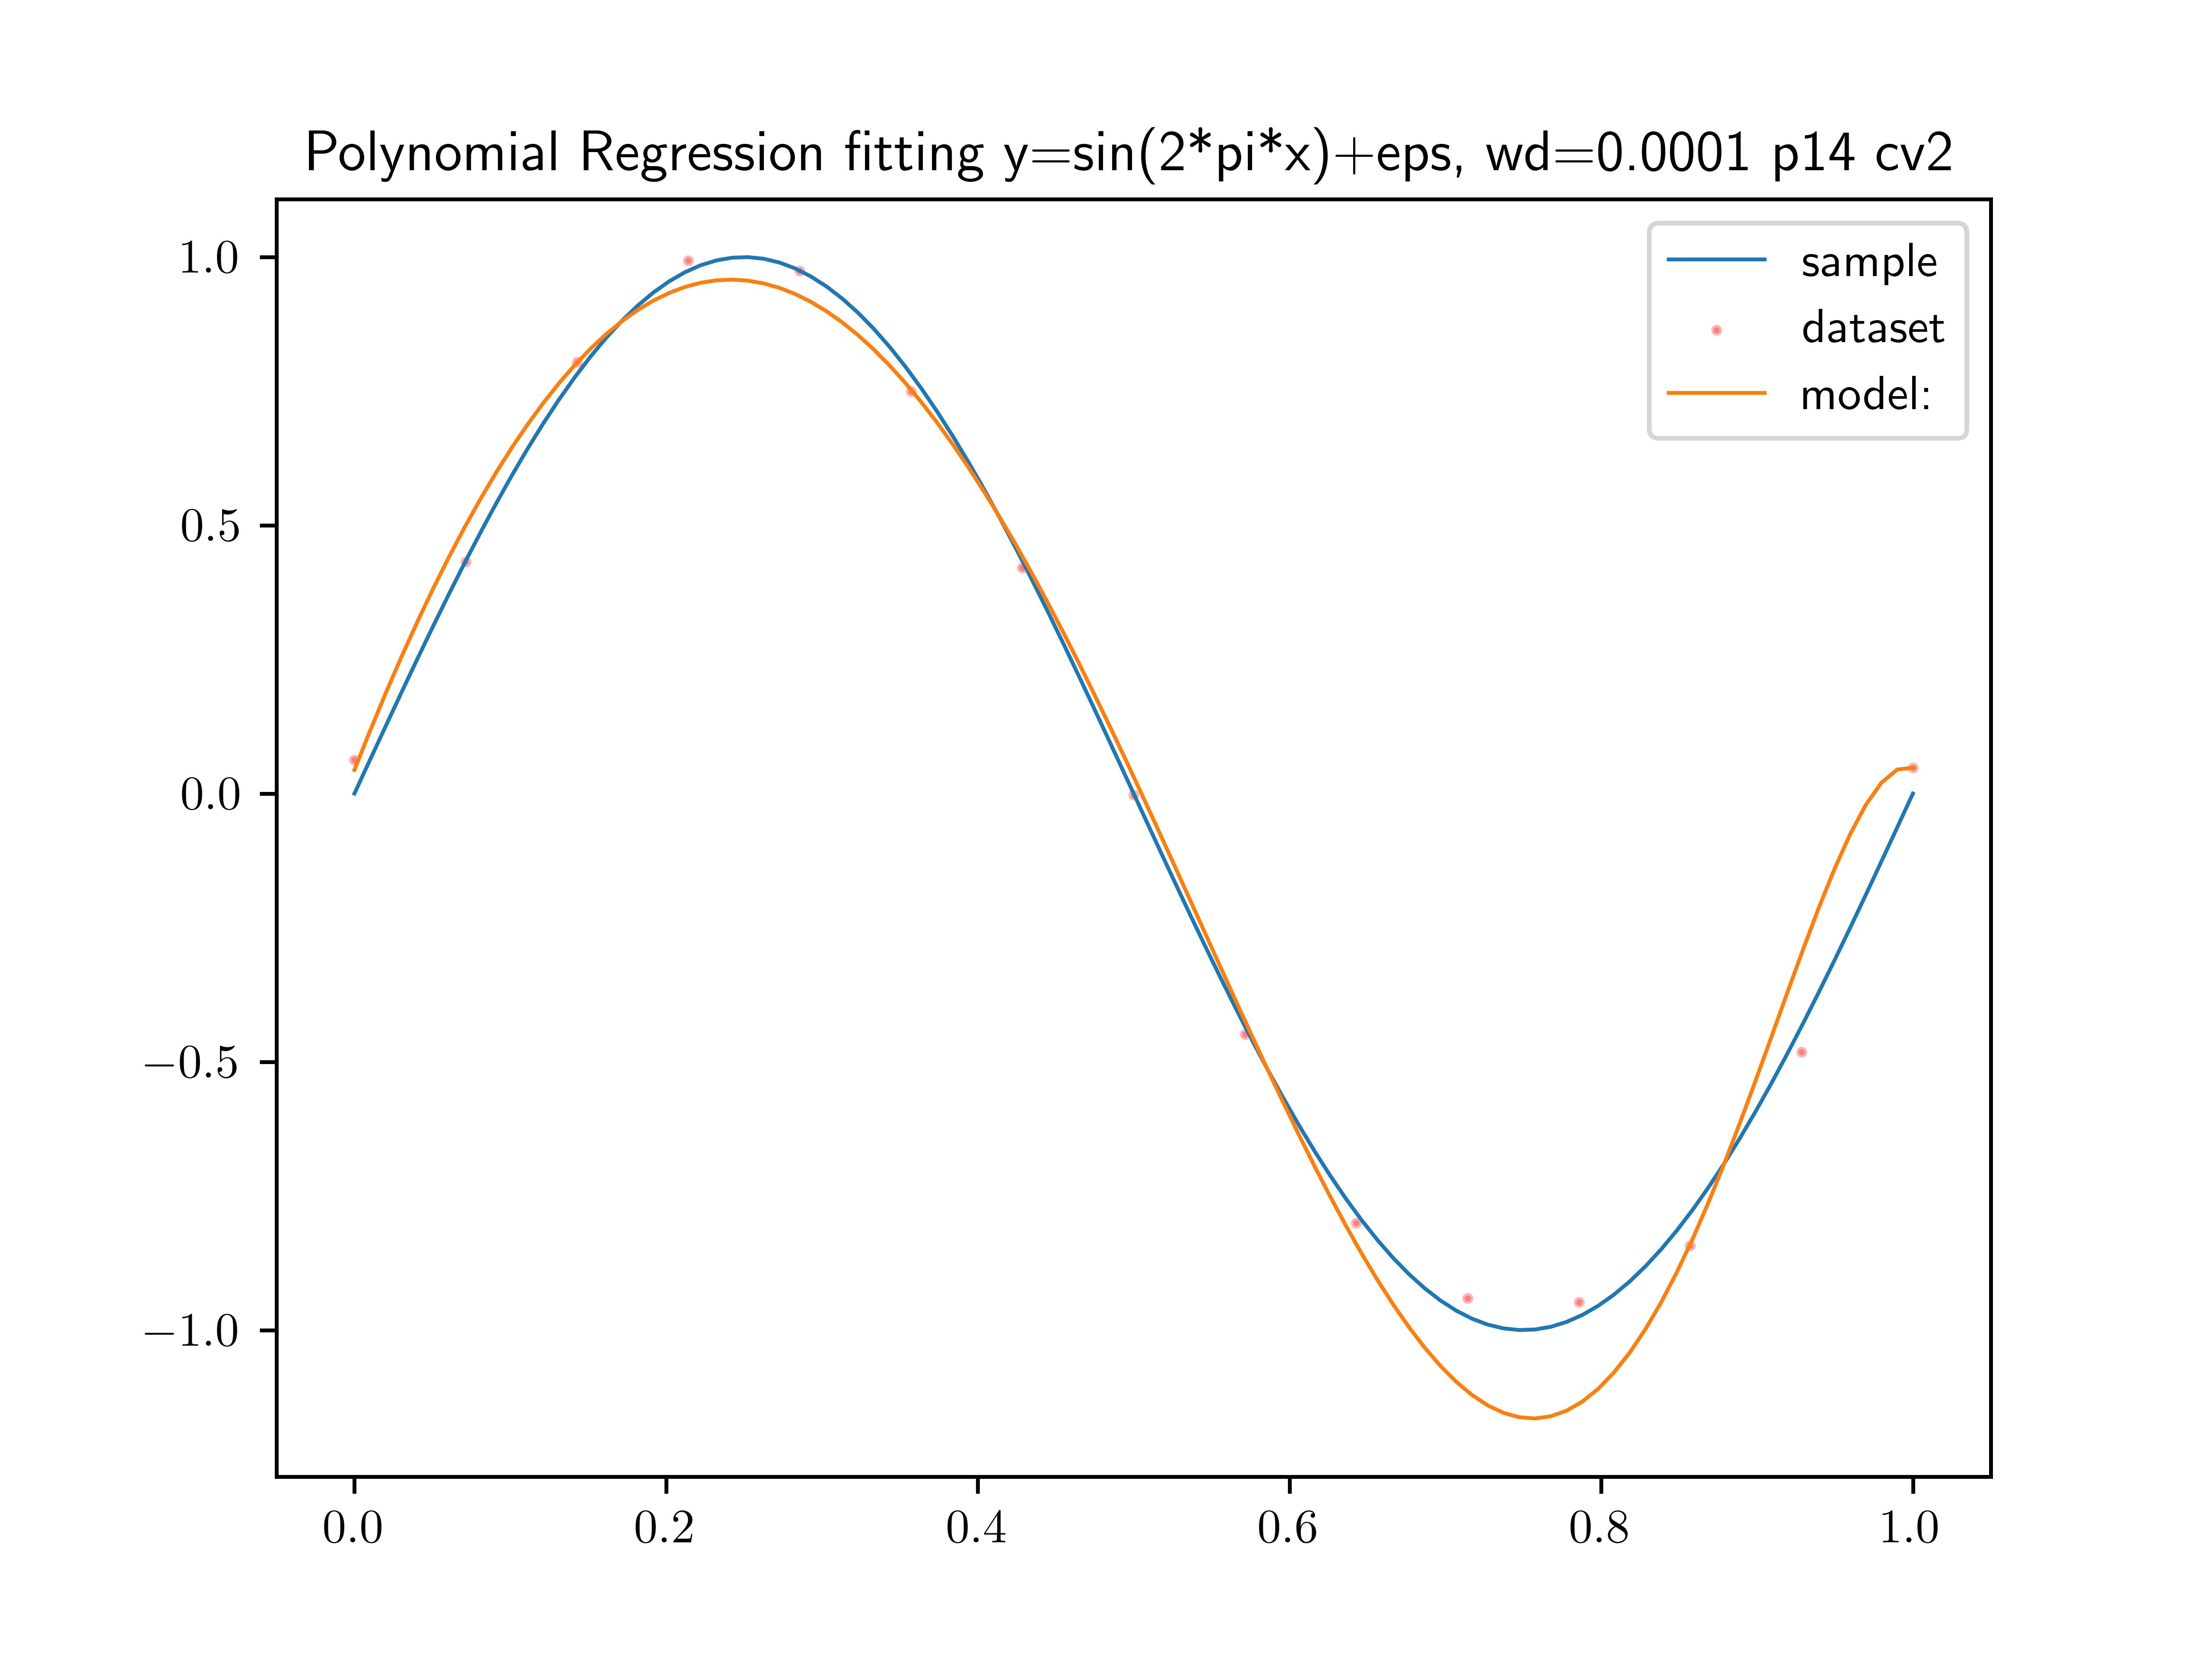 Polynomial Regression fitting y=sin(2*pi*x)+eps, wd=0.0001 p14 cv2
sample
dataset
model:
1.0
0.5
0.0
−0.5
−1.0
0.0 0.2 0.4 0.6 0.8 1.0